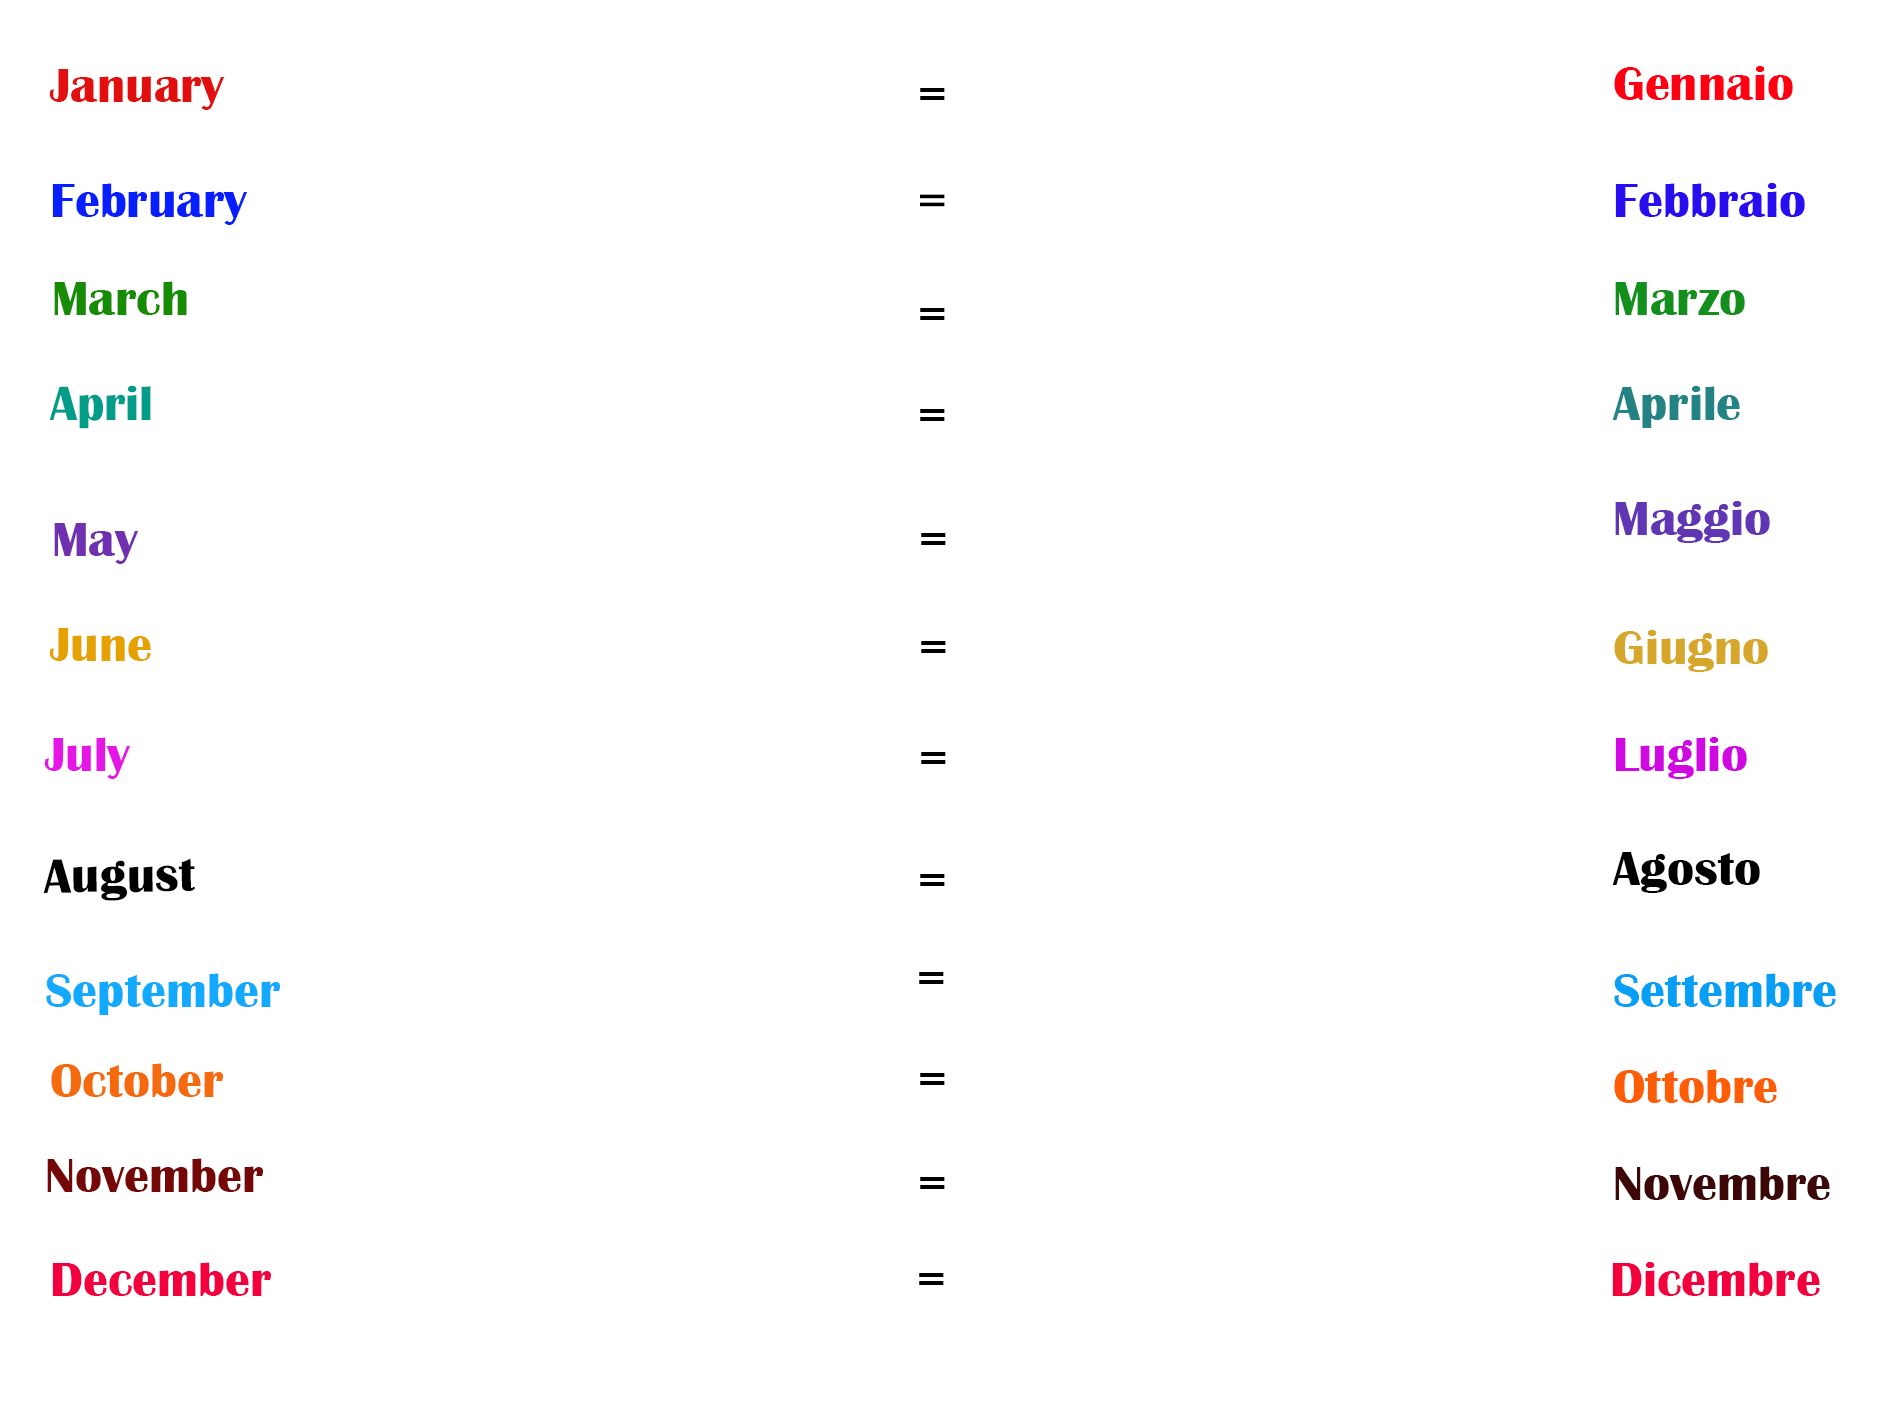 January = Gennaio
February = Febbraio
March = Marzo
April = Aprile
May = Maggio
June = Giugno
July = Luglio
August = Agosto
September = Settembre
October = Ottobre
November = Novembre
December = Dicembre